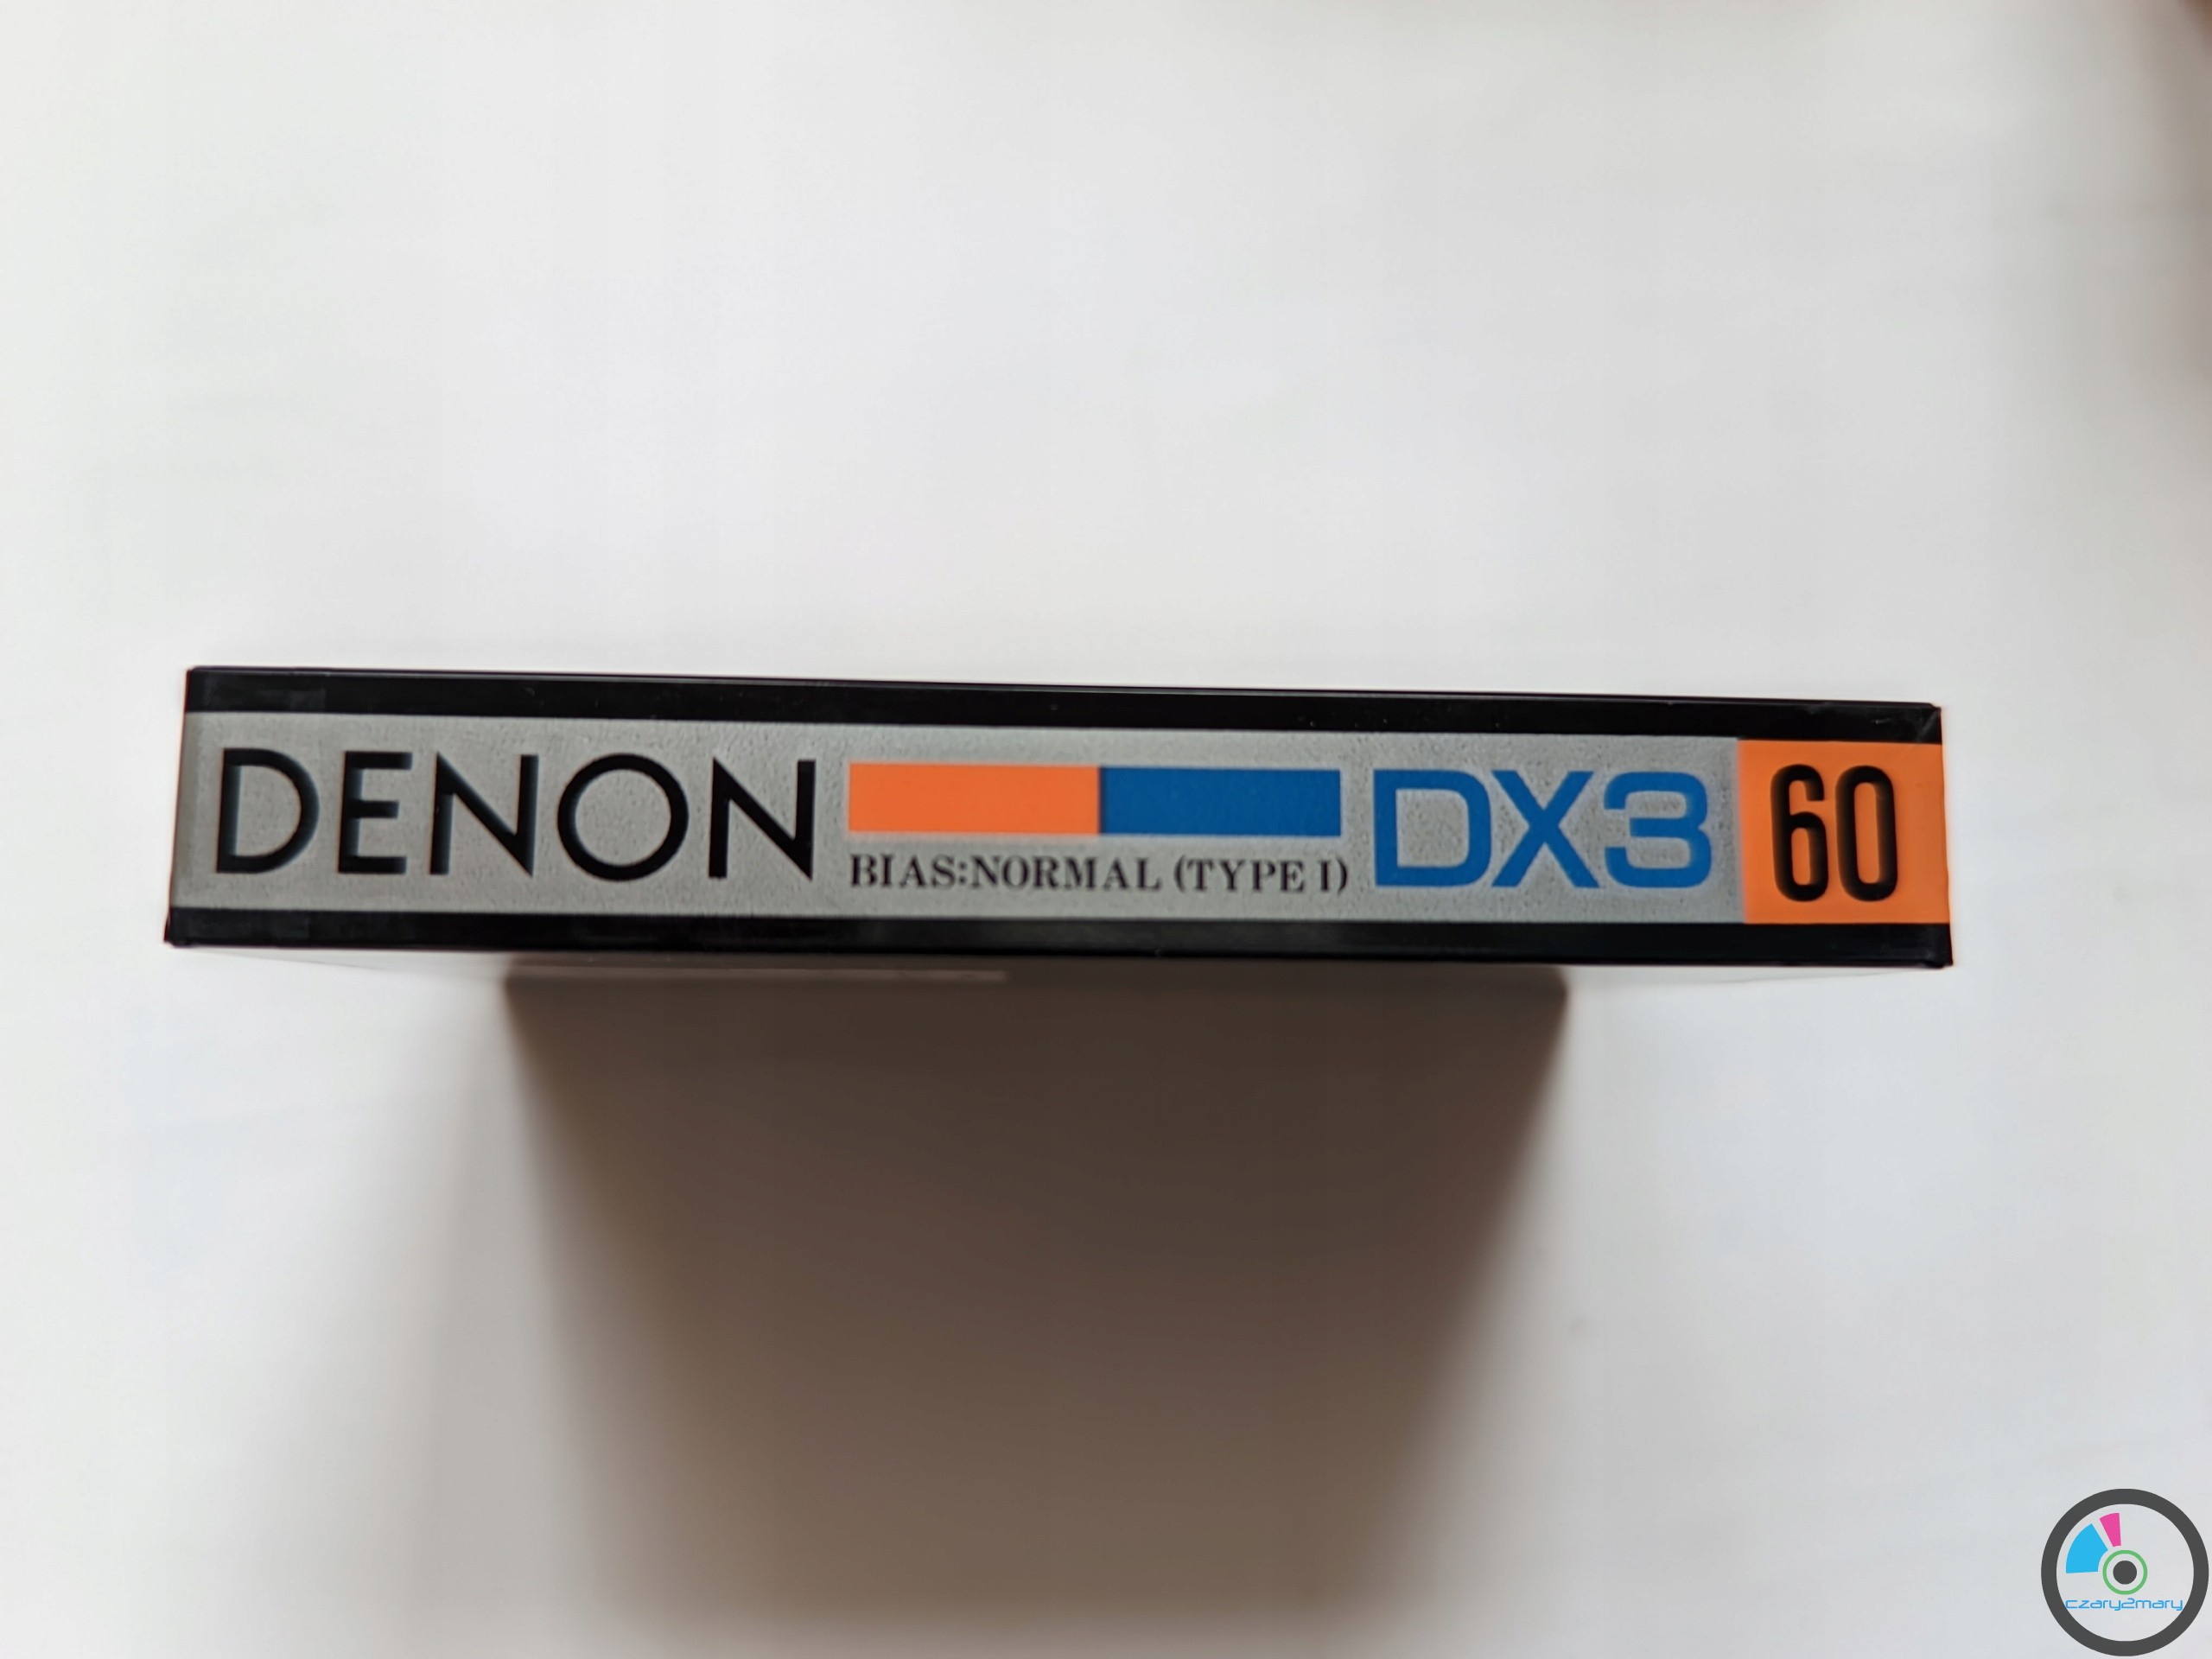 DENON
BIAS:NORMAL (TYPE I)
DX3
60
czary2mary